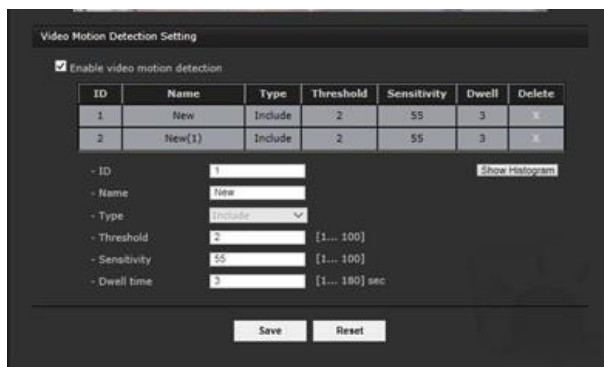 Video Motion Detection Setting
Enable video motion detection
ID Name Type Threshold Sensitivity Dwell Delete
1 New Include 2 55 3 X
2 New(1) Include 2 55 3 X
- ID 1 Show Histogram
- Name New
- Type Include
- Threshold 2 [1... 100]
- Sensitivity 55 [1... 100]
- Dwell time 3 [1... 180] sec
Save Reset